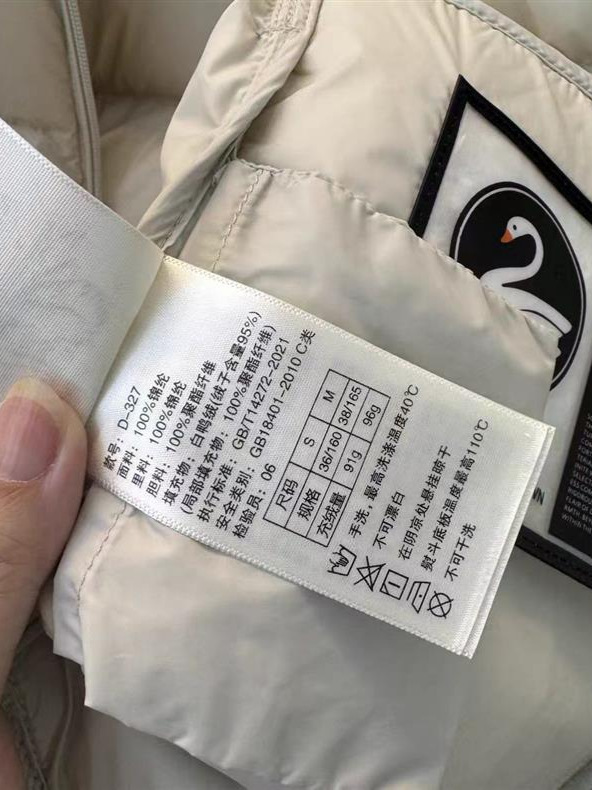 款号：D-327
面料：100%锦纶
里料：100%锦纶
胆料：100%聚酯纤维
填充物：白鸭绒(绒子含量95%)
(局部填充物：100%聚酯纤维)
执行标准：GB/T14272-2021
安全类别：GB18401-2010 C类
检验员：06
尺码 S M
规格 36/160 38/165
充绒量 91g 96g
手洗，最高洗涤温度40℃
不可漂白
在阴凉处悬挂晾干
熨斗底板温度最高110℃
不可干洗